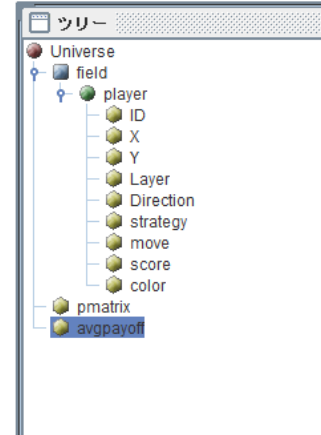 ツリー
Universe
field
player
ID
X
Y
Layer
Direction
strategy
move
score
color
pmatrix
avgpayoff